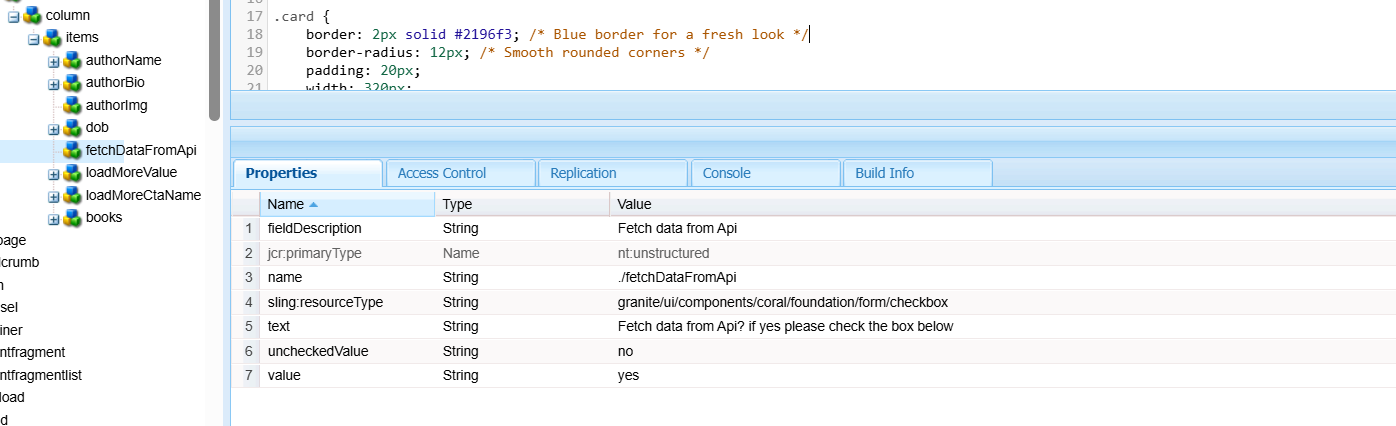 column
items
authorName
authorBio
authorImg
dob
fetchDataFromApi
loadMoreValue
loadMoreCtaName
books
page
lcrumb
n
sel
iner
ntfragment
ntfragmentlist
load
d
17 .card {
18 border: 2px solid #2196f3; /* Blue border for a fresh look */
19 border-radius: 12px; /* Smooth rounded corners */
20 padding: 20px;
21 width: 320px;
Properties Access Control Replication Console Build Info
Name Type Value
1 fieldDescription String Fetch data from Api
2 jcr:primaryType Name nt:unstructured
3 name String ./fetchDataFromApi
4 sling:resourceType String granite/ui/components/coral/foundation/form/checkbox
5 text String Fetch data from Api? if yes please check the box below
6 uncheckedValue String no
7 value String yes